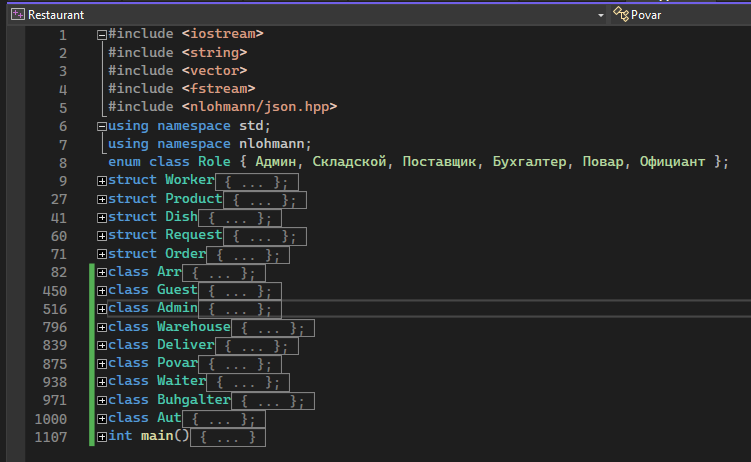 Restaurant Povar
1 #include <iostream>
2 #include <string>
3 #include <vector>
4 #include <fstream>
5 #include <nlohmann/json.hpp>
6 using namespace std;
7 using namespace nlohmann;
8 enum class Role { Админ, Складской, Поставщик, Бухгалтер, Повар, Официант };
9 struct Worker { ... };
27 struct Product { ... };
41 struct Dish { ... };
60 struct Request { ... };
71 struct Order { ... };
82 class Arr { ... };
450 class Guest { ... };
516 class Admin { ... };
796 class Warehouse { ... };
839 class Deliver { ... };
875 class Povar { ... };
938 class Waiter { ... };
971 class Buhgalter { ... };
1000 class Aut { ... };
1107 int main() { ... }